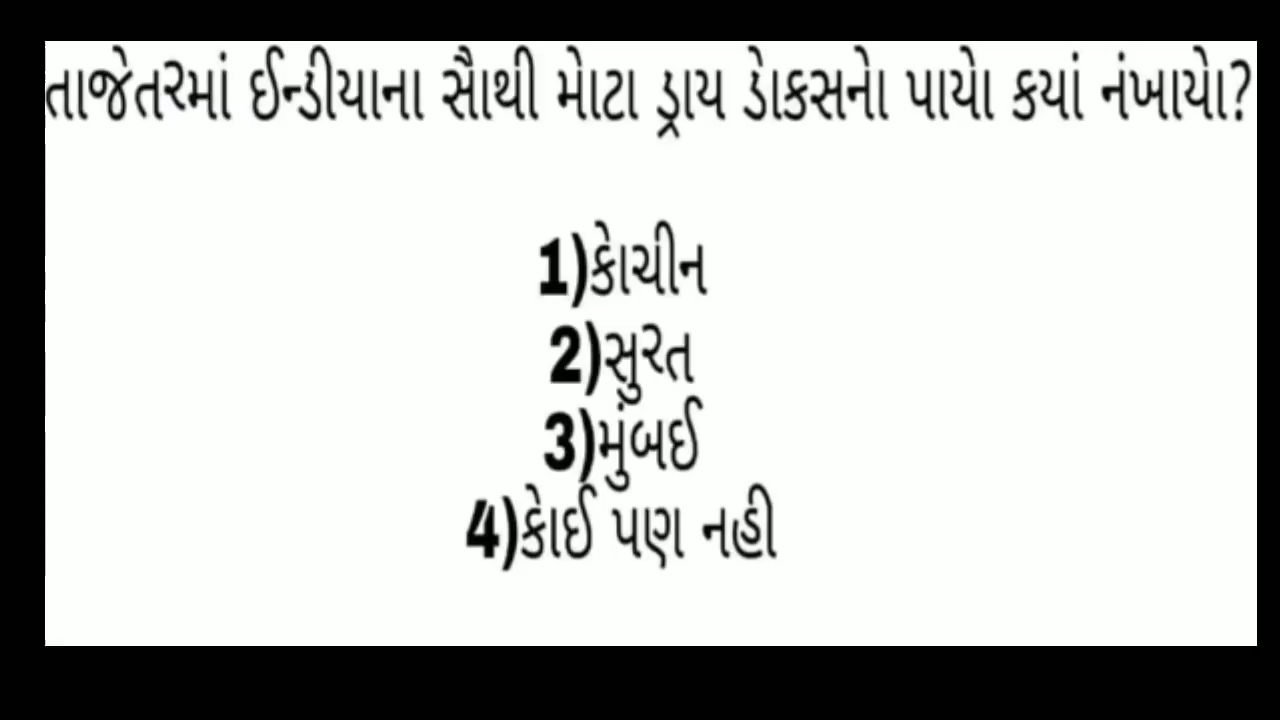 તાજેતરમાં ઈન્ડીયાના સૌથી મોટા ડ્રાય ડોકસનો પાયો કયાં નંખાયો?
1)કોચીન
2)સુરત
3)મુંબઈ
4)કોઈ પણ નહી